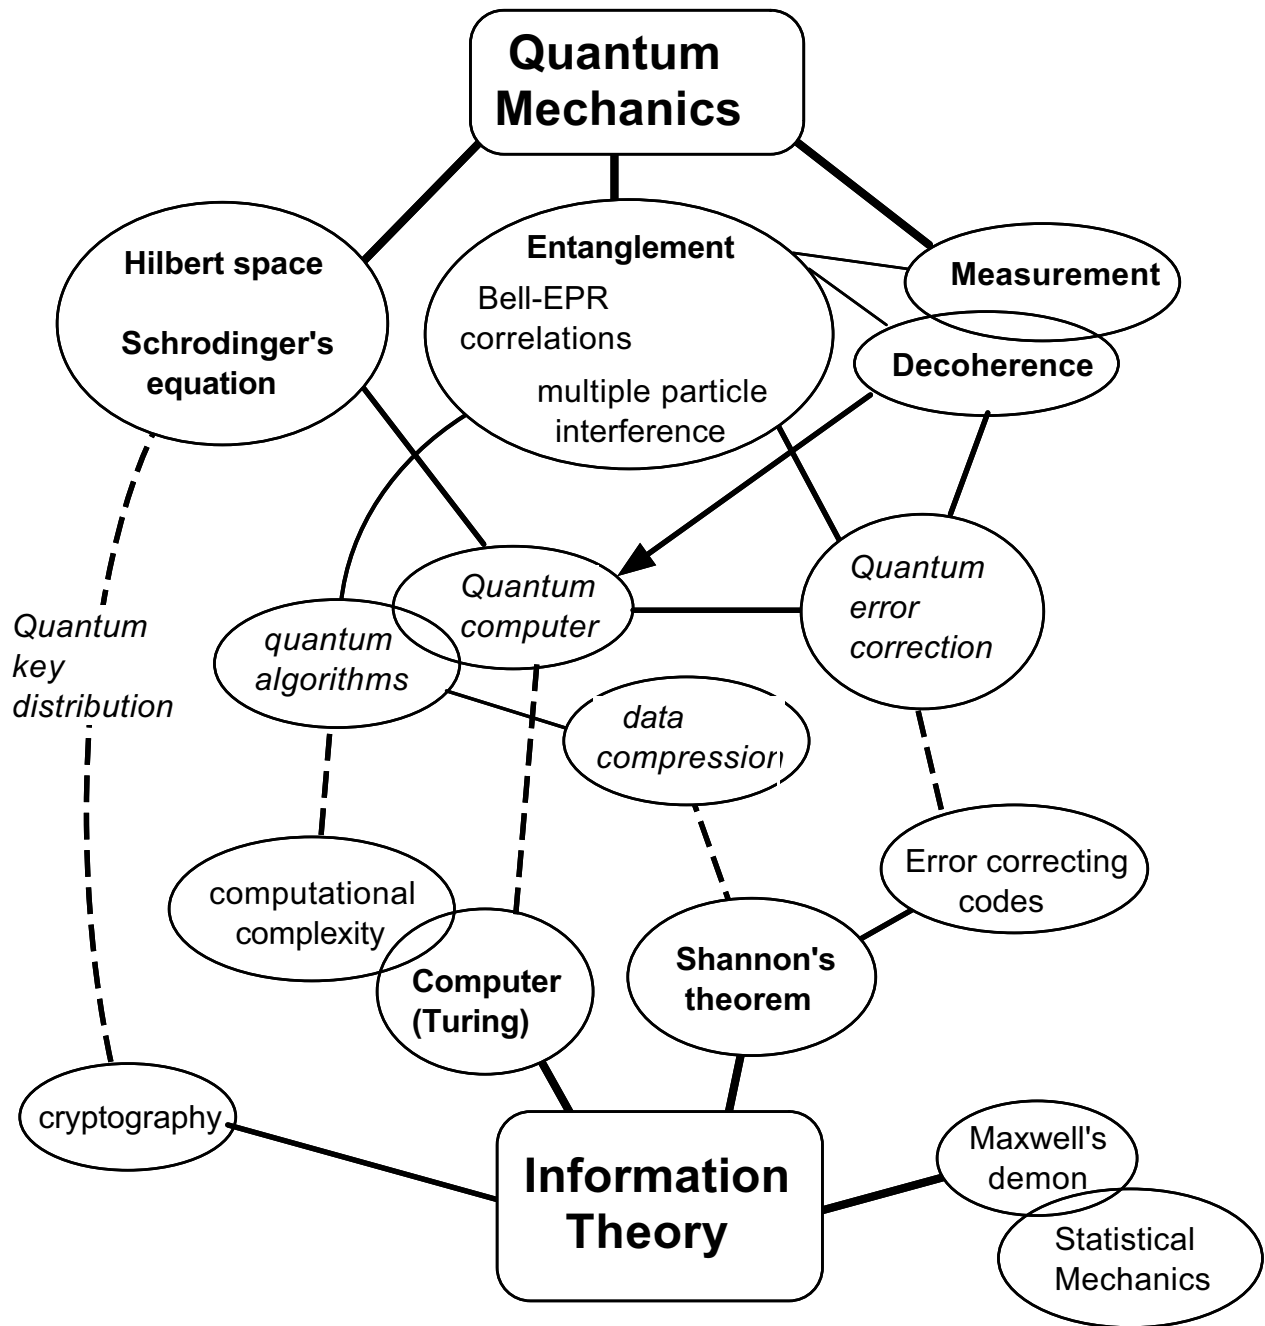 Quantum
Mechanics
Hilbert space
Schrodinger's
equation
Entanglement
Bell-EPR
correlations
multiple particle
interference
Measurement
Decoherence
Quantum
key
distribution
quantum
algorithms
Quantum
computer
Quantum
error
correction
data
compression
computational
complexity
Computer
(Turing)
Shannon's
theorem
Error correcting
codes
cryptography
Information
Theory
Maxwell's
demon
Statistical
Mechanics